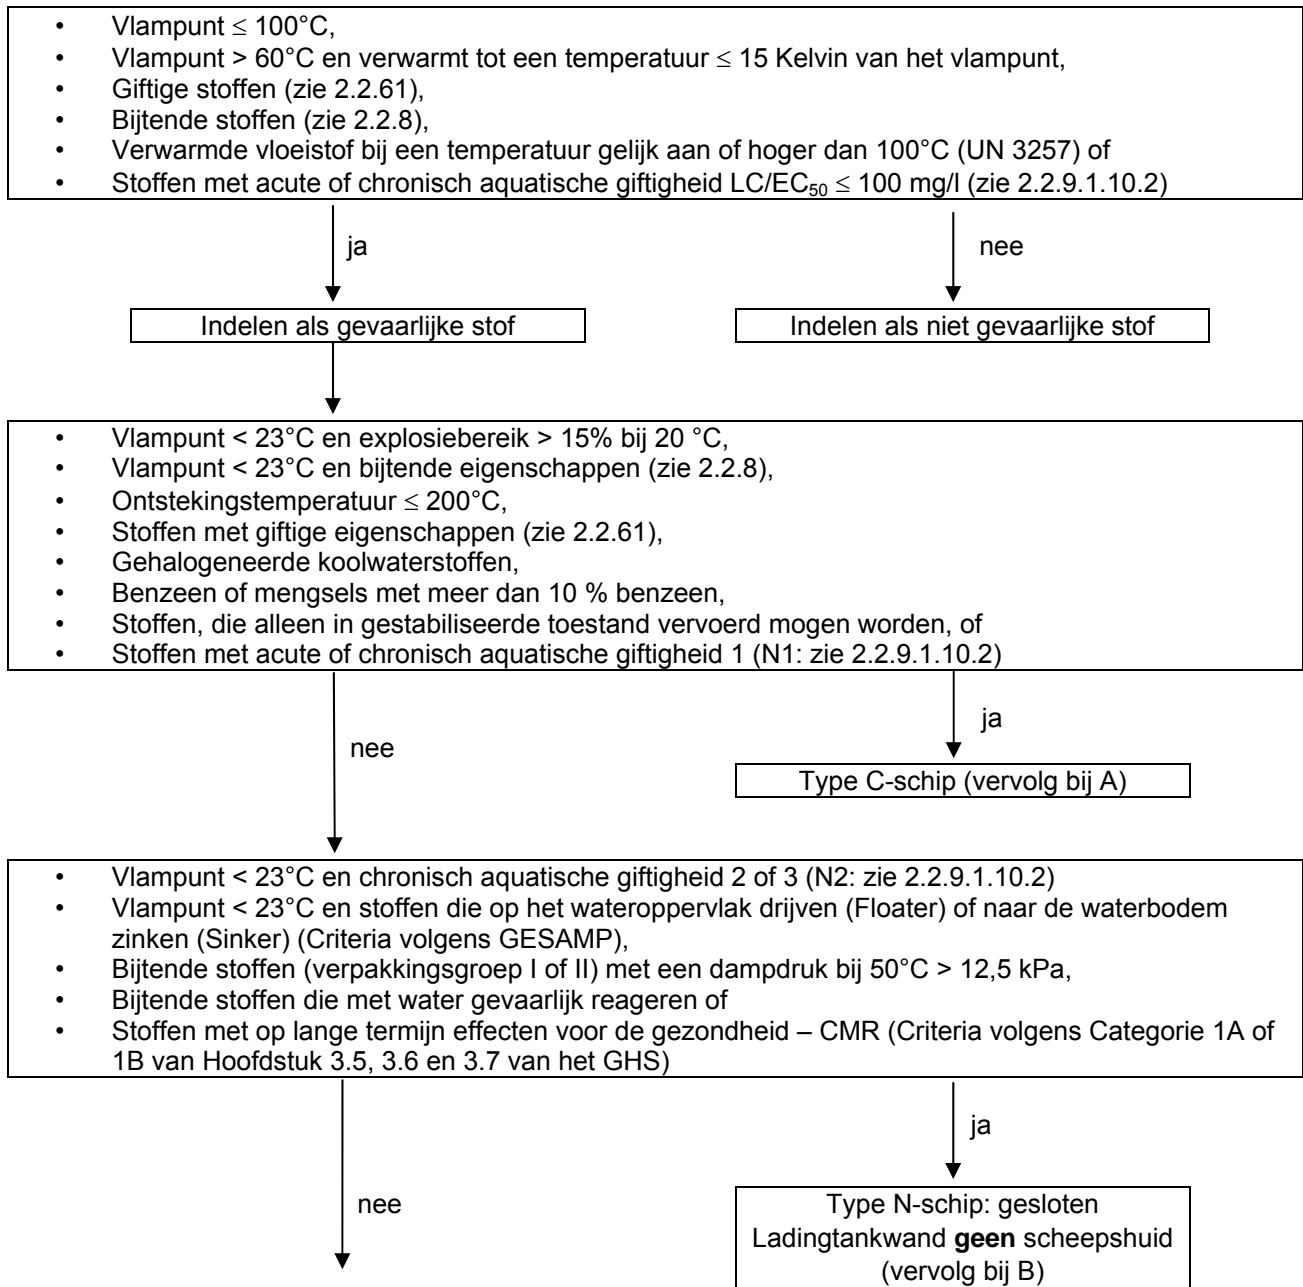 • Vlampunt ≤ 100°C,
• Vlampunt > 60°C en verwarmt tot een temperatuur ≤ 15 Kelvin van het vlampunt,
• Giftige stoffen (zie 2.2.61),
• Bijtende stoffen (zie 2.2.8),
• Verwarmde vloeistof bij een temperatuur gelijk aan of hoger dan 100°C (UN 3257) of
• Stoffen met acute of chronisch aquatische giftigheid LC/EC₅₀ ≤ 100 mg/l (zie 2.2.9.1.10.2)
ja
nee
Indelen als gevaarlijke stof
Indelen als niet gevaarlijke stof
• Vlampunt < 23°C en explosiebereik > 15% bij 20 °C,
• Vlampunt < 23°C en bijtende eigenschappen (zie 2.2.8),
• Ontstekingstemperatuur ≤ 200°C,
• Stoffen met giftige eigenschappen (zie 2.2.61),
• Gehalogeneerde koolwaterstoffen,
• Benzeen of mengsels met meer dan 10 % benzeen,
• Stoffen, die alleen in gestabiliseerde toestand vervoerd mogen worden, of
• Stoffen met acute of chronisch aquatische giftigheid 1 (N1: zie 2.2.9.1.10.2)
nee
ja
Type C-schip (vervolg bij A)
• Vlampunt < 23°C en chronisch aquatische giftigheid 2 of 3 (N2: zie 2.2.9.1.10.2)
• Vlampunt < 23°C en stoffen die op het wateroppervlak drijven (Floater) of naar de waterbodem
zinken (Sinker) (Criteria volgens GESAMP),
• Bijtende stoffen (verpakkingsgroep I of II) met een dampdruk bij 50°C > 12,5 kPa,
• Bijtende stoffen die met water gevaarlijk reageren of
• Stoffen met op lange termijn effecten voor de gezondheid – CMR (Criteria volgens Categorie 1A of
1B van Hoofdstuk 3.5, 3.6 en 3.7 van het GHS)
nee
ja
Type N-schip: gesloten
Ladingtankwand geen scheepshuid
(vervolg bij B)